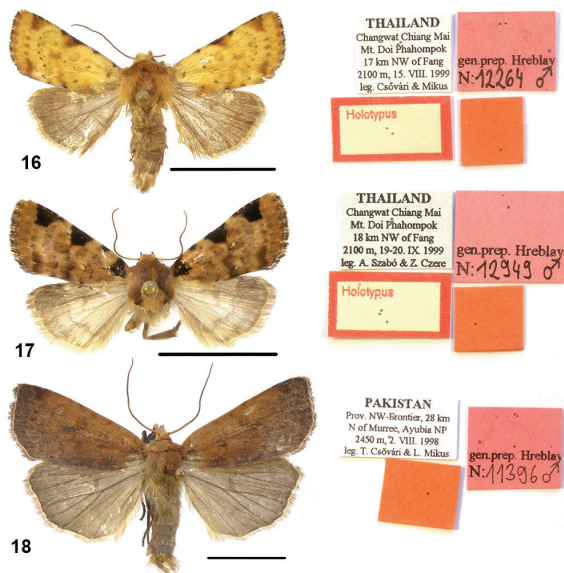 THAILAND
Changwat Chiang Mai
Mt. Doi Phahompok
17 km NW of Fang
2100 m, 15. VIII. 1999
leg. Csővári & Mikus
gen.prep. Hreblay
N:12264 ♂
Holotypus
16
THAILAND
Changwat Chiang Mai
Mt. Doi Phahompok
18 km NW of Fang
2100 m, 19-20. IX. 1999
leg. A. Szabó & Z. Czere
gen.prep. Hreblay
N:12949 ♂
Holotypus
17
PAKISTAN
Prov. NW-Frontier, 28 km
N of Murree, Ayubia NP
2450 m, 2. VIII. 1998
leg. T. Csővári & L. Mikus
gen.prep. Hreblay
N:11396 ♂
18